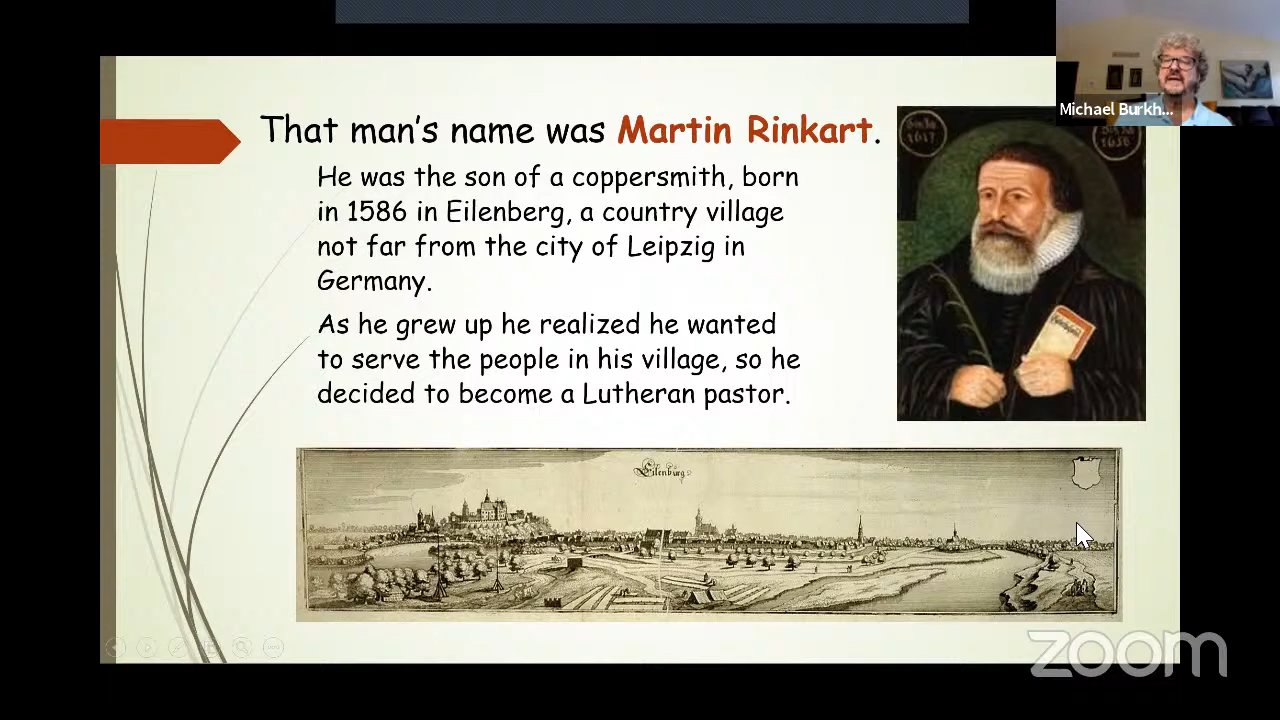 Michael Burkh...
That man's name was Martin Rinkart.
He was the son of a coppersmith, born
in 1586 in Eilenberg, a country village
not far from the city of Leipzig in
Germany.
As he grew up he realized he wanted
to serve the people in his village, so he
decided to become a Lutheran pastor.
Eilenburg
zoom